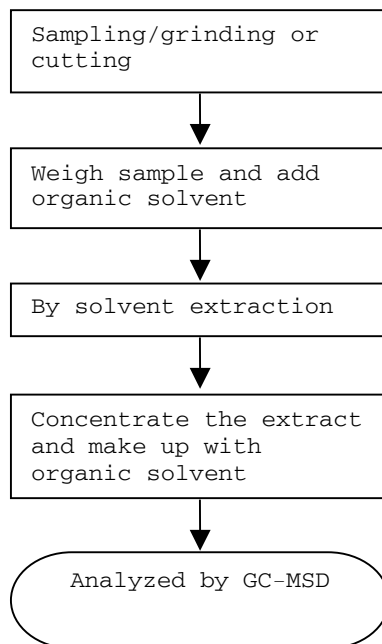 Sampling/grinding or
cutting
Weigh sample and add
organic solvent
By solvent extraction
Concentrate the extract
and make up with
organic solvent
Analyzed by GC-MSD